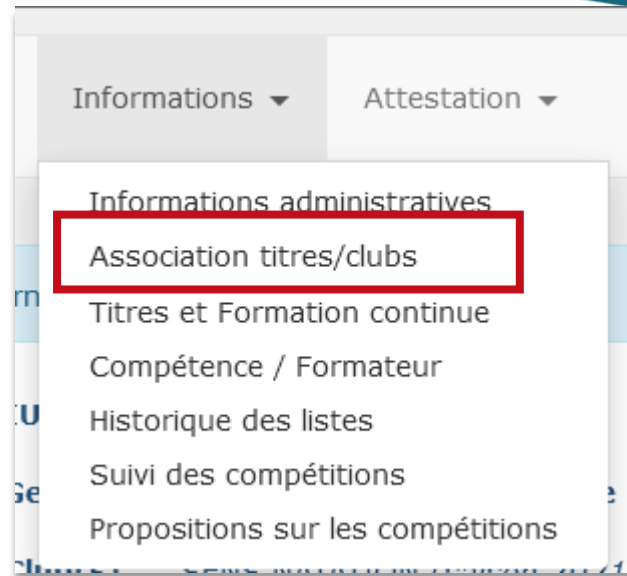 Informations Attestation
Informations administratives
Association titres/clubs
Titres et Formation continue
Compétence / Formateur
Historique des listes
Suivi des compétitions
Propositions sur les compétitions